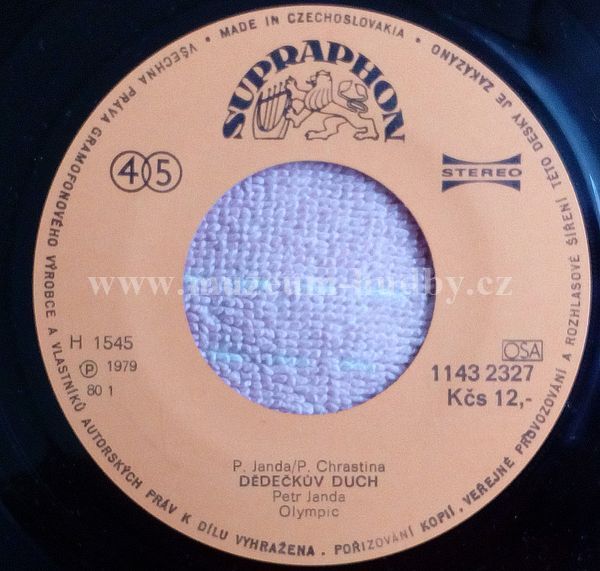 VŠECHNA PRÁVA GRAMOFONOVÉHO VÝROBCE A VLASTNÍKŮ AUTORSKÝCH PRÁV K DÍLU VYHRAŽENA . POŘIZOVÁNÍ KOPIÍ, VEŘEJNÉ PROVOZOVÁNÍ A ROZHLASOVÉ ŠÍŘENÍ TÉTO DESKY JE ZAKÁZÁNO
• MADE IN CZECHOSLOVAKIA •
SUPRAPHON
45
STEREO
www.muzeum-hudby.cz
H 1545
Ⓟ 1979
80 1
OSA
1143 2327
Kčs 12,-
P. Janda/P. Chrastina
DĚDEČKŮV DUCH
Petr Janda
Olympic